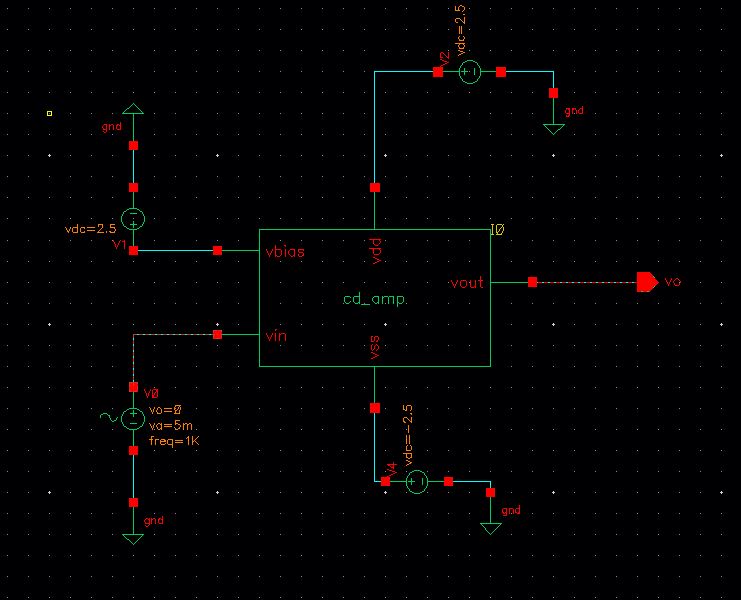 vdc=2.5
V2
gnd
gnd
vdc=2.5
V1
I0
vbias
vdd
vout
vo
cd_amp
vin
vss
V0
vo=0
va=5m
freq=1K
vdc=-2.5
V4
gnd
gnd